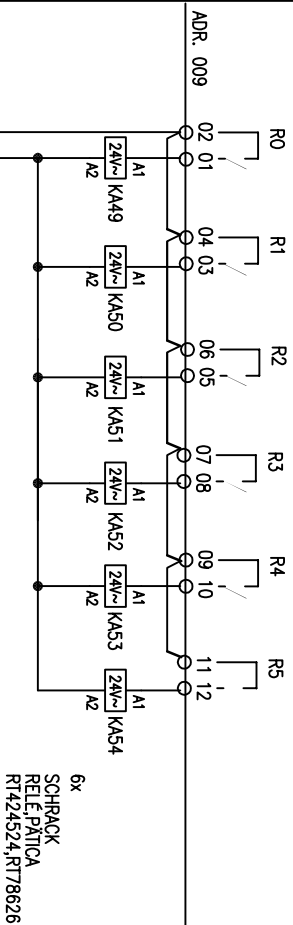 ADR. 009
R0
R1
R2
R3
R4
R5
02 01
04 03
06 05
07 08
09 10
11 12
A1
24V~ KA49
A2
A1
24V~ KA50
A2
A1
24V~ KA51
A2
A1
24V~ KA52
A2
A1
24V~ KA53
A2
A1
24V~ KA54
A2
6x
SCHRACK
RELÉ,PÄTICA
RT424524,RT78626